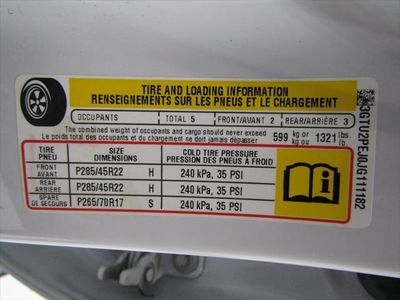 TIRE AND LOADING INFORMATION
RENSEIGNEMENTS SUR LES PNEUS ET LE CHARGEMENT
OCCUPANTS TOTAL 5 FRONT/AVANT 2 REAR/ARRIÈRE 3
The combined weight of occupants and cargo should never exceed
Le poids total des occupants et du chargement ne doit jamais dépasser
599 kg or ou 1321 lbs. lb.
TIRE PNEU SIZE DIMENSIONS COLD TIRE PRESSURE PRESSION DES PNEUS A FROID
FRONT AVANT P285/45R22 H 240 kPa, 35 PSI
REAR ARRIÈRE P285/45R22 H 240 kPa, 35 PSI
SPARE DE SECOURS P265/70R17 S 240 kPa, 35 PSI
3GTU2PEJ0JG111182